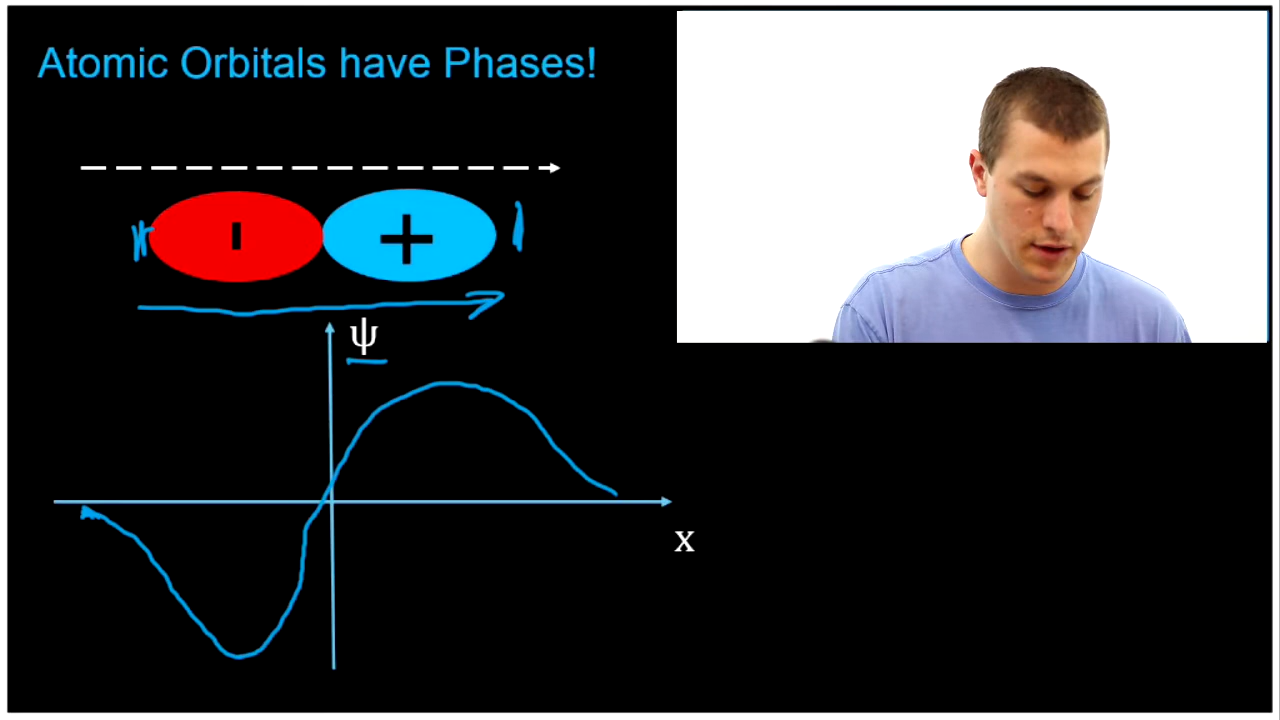 Atomic Orbitals have Phases!
- +
ψ
x